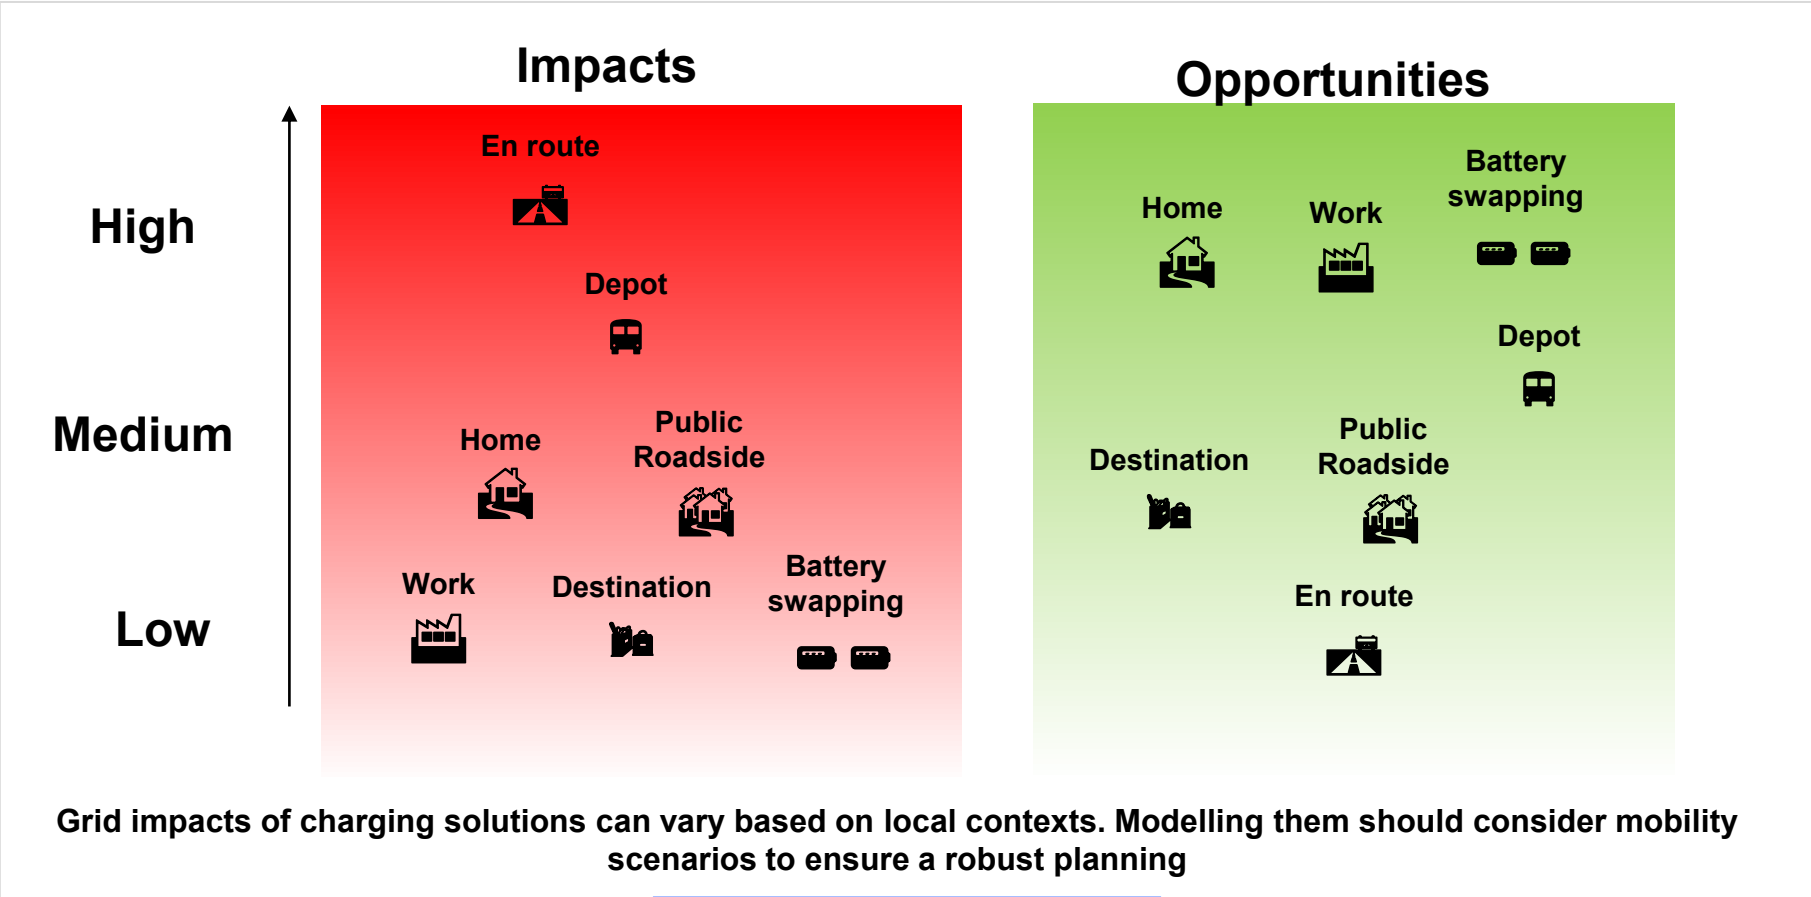 Impacts
Opportunities
High
Medium
Low
En route
Depot
Home
Public
Roadside
Work
Destination
Battery
swapping
Home
Work
Battery
swapping
Depot
Destination
Public
Roadside
En route
Grid impacts of charging solutions can vary based on local contexts. Modelling them should consider mobility
scenarios to ensure a robust planning